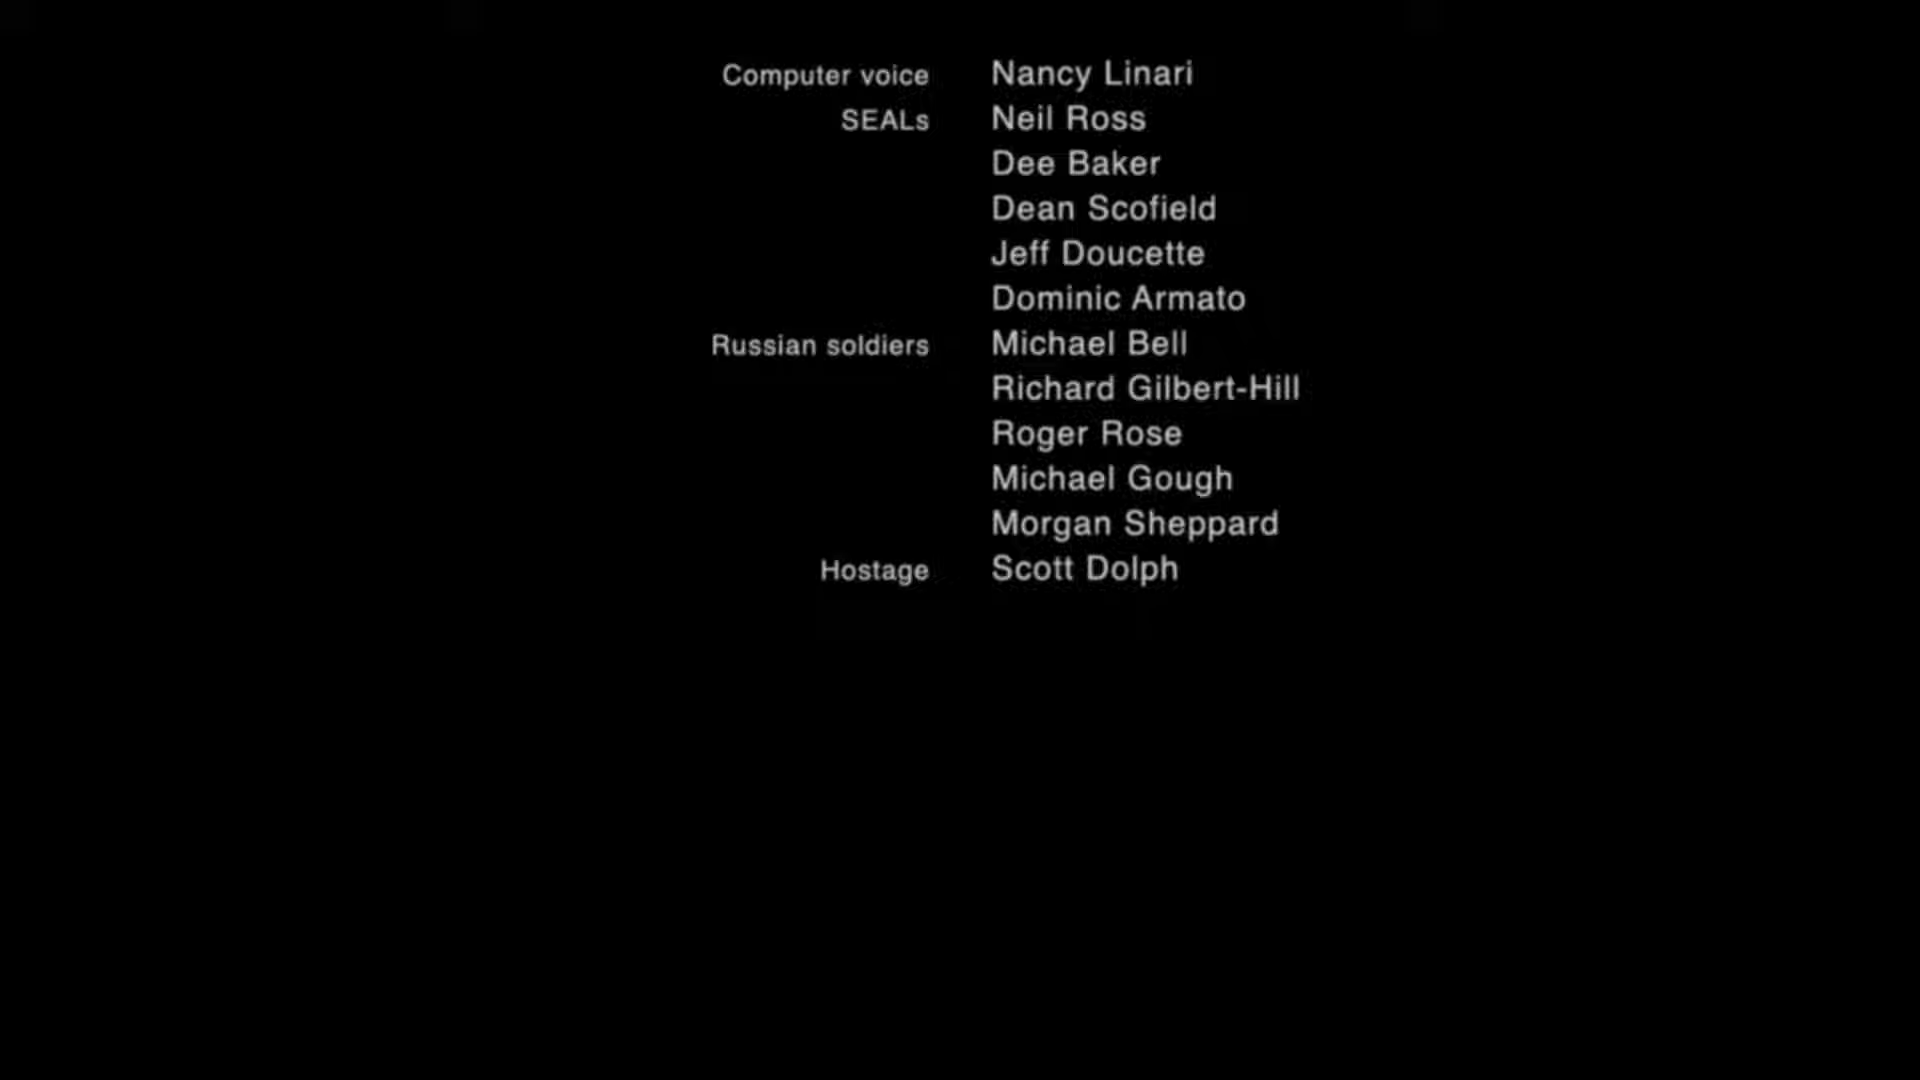 Computer voice Nancy Linari
SEALs Neil Ross
Dee Baker
Dean Scofield
Jeff Doucette
Dominic Armato
Russian soldiers Michael Bell
Richard Gilbert-Hill
Roger Rose
Michael Gough
Morgan Sheppard
Hostage Scott Dolph